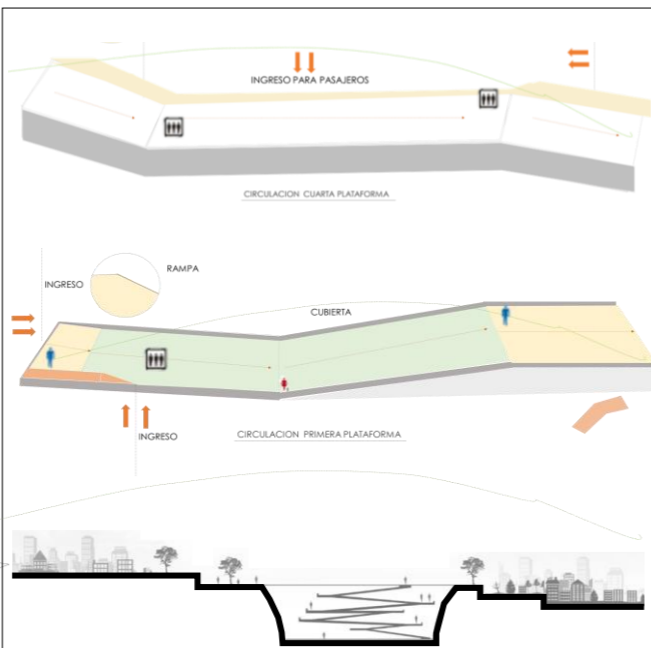 INGRESO PARA PASAJEROS
CIRCULACION CUARTA PLATAFORMA
RAMPA
INGRESO
CUBIERTA
CIRCULACION PRIMERA PLATAFORMA
INGRESO